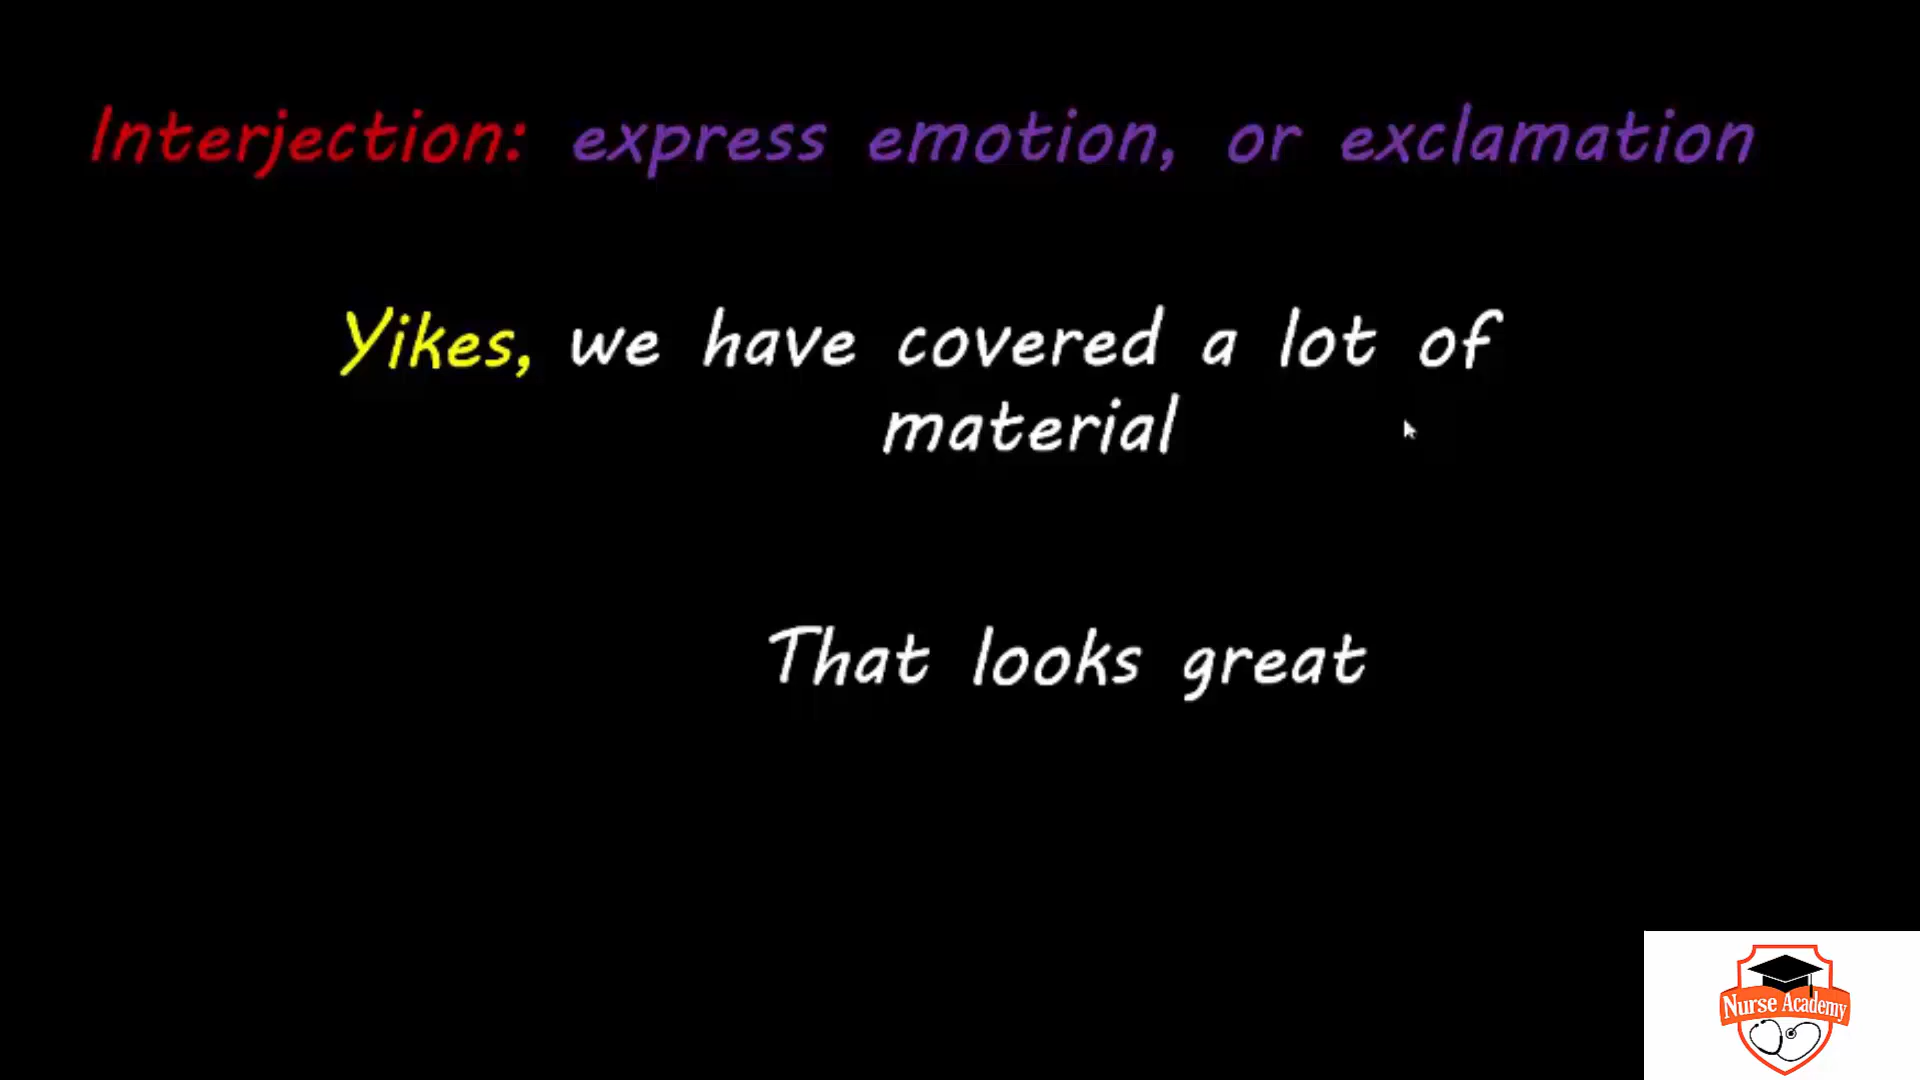 Interjection: express emotion, or exclamation
Yikes, we have covered a lot of
material
That looks great
Nurse Academy